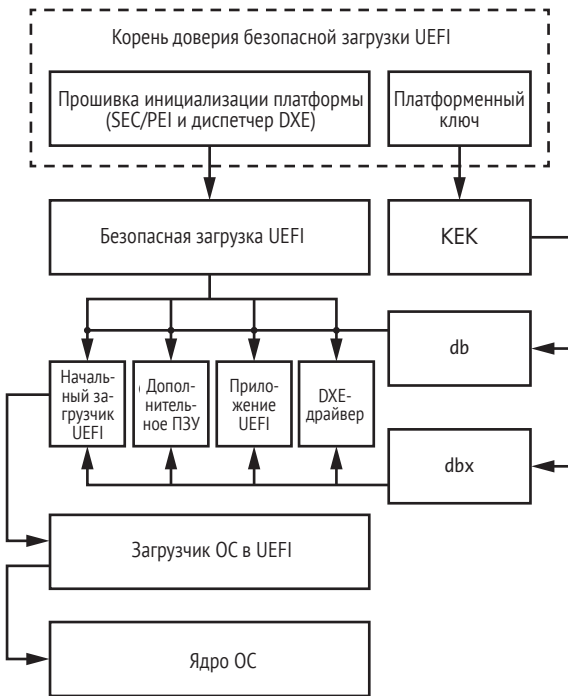 Корень доверия безопасной загрузки UEFI
Прошивка инициализации платформы
(SEC/PEI и диспетчер DXE)
Платформенный
ключ
Безопасная загрузка UEFI
КЕК
db
Началь-
ный за-
грузчик
UEFI
Допол-
нитель-
ное ПЗУ
Прило-
жение
UEFI
DXE-
драйвер
dbx
Загрузчик ОС в UEFI
Ядро ОС